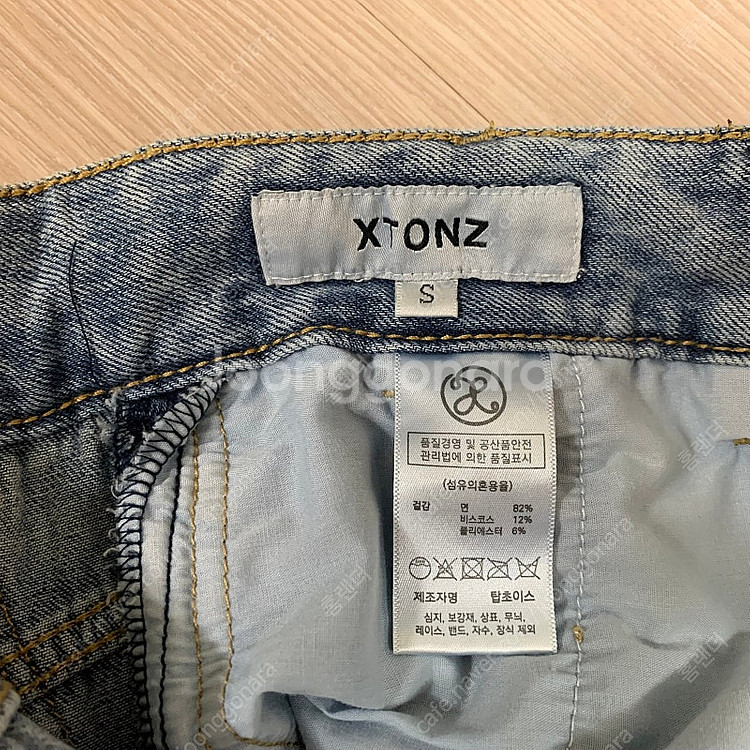 XTONZ
S
품질경영 및 공산품안전
관리법에 의한 품질표시
(섬유의혼용율)
겉감 면 82%
비스코스 12%
폴리에스터 6%
제조자명 탑초이스
심지, 보강재, 상표, 무늬,
레이스, 밴드, 자수, 장식 제외
joonggonara